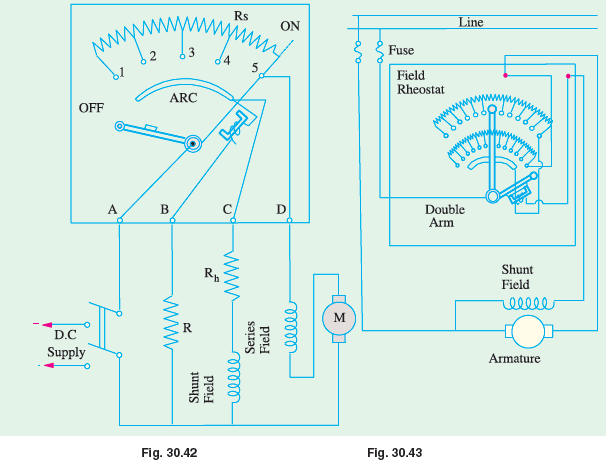 Rs
ON
1
2
3
4
5
ARC
OFF
A
B
C
D
Rh
R
D.C
Supply
Shunt
Field
Series
Field
M
Fig. 30.42
Line
Fuse
Field
Rheostat
Double
Arm
Shunt
Field
Armature
Fig. 30.43